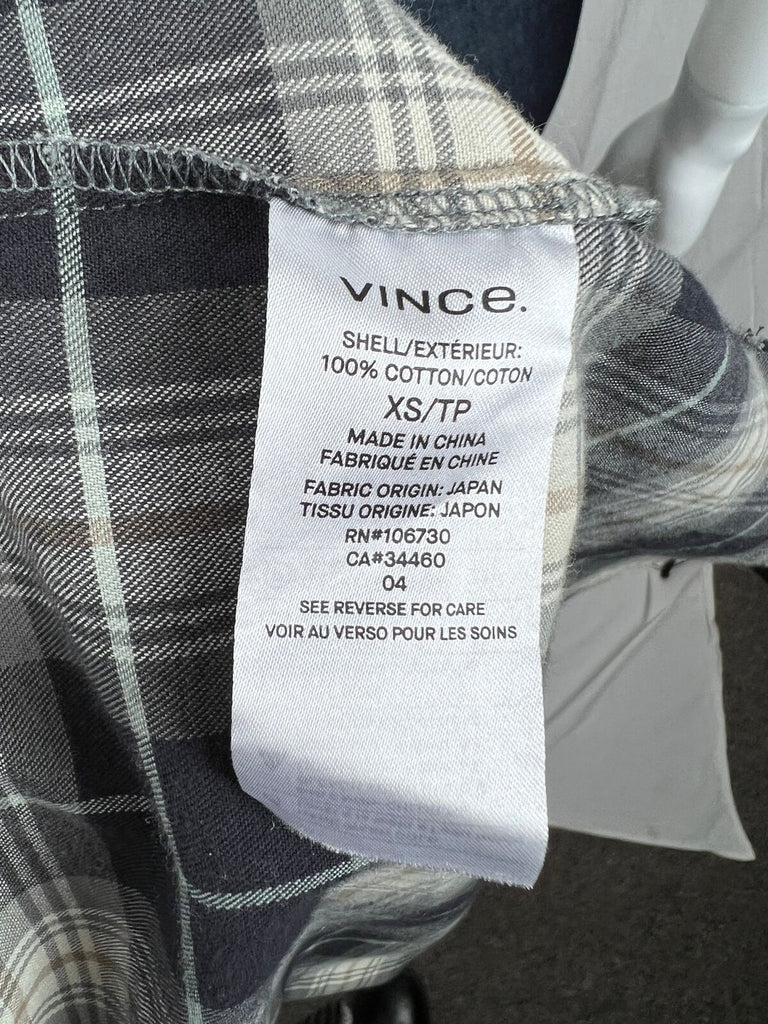 VINCE.
SHELL/EXTÉRIEUR:
100% COTTON/COTON
XS/TP
MADE IN CHINA
FABRIQUÉ EN CHINE
FABRIC ORIGIN: JAPAN
TISSU ORIGINE: JAPON
RN#106730
CA#34460
04
SEE REVERSE FOR CARE
VOIR AU VERSO POUR LES SOINS